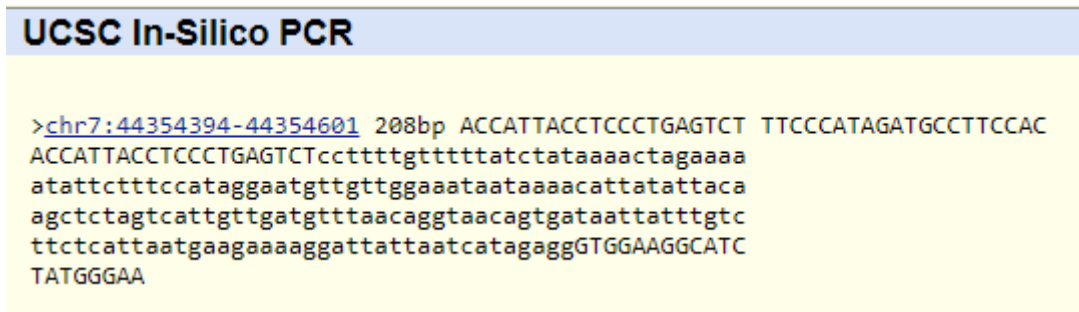 UCSC In-Silico PCR
>chr7:44354394-44354601 208bp ACCATTACCTCCCTGAGTCT TTCCCATAGATGCCTTCCAC
ACCATTACCTCCCTGAGTCTccttttgtttttatctataaaactagaaaa
atattctttccataggaatgttgttggaaataataaaacattatattaca
agctctagtcattgttgatgtttaacaggtaacagtgataattatttgtc
ttctcattaatgaagaaaaggattattaatcatagaggGTGGAAGGCATC
TATGGGAA